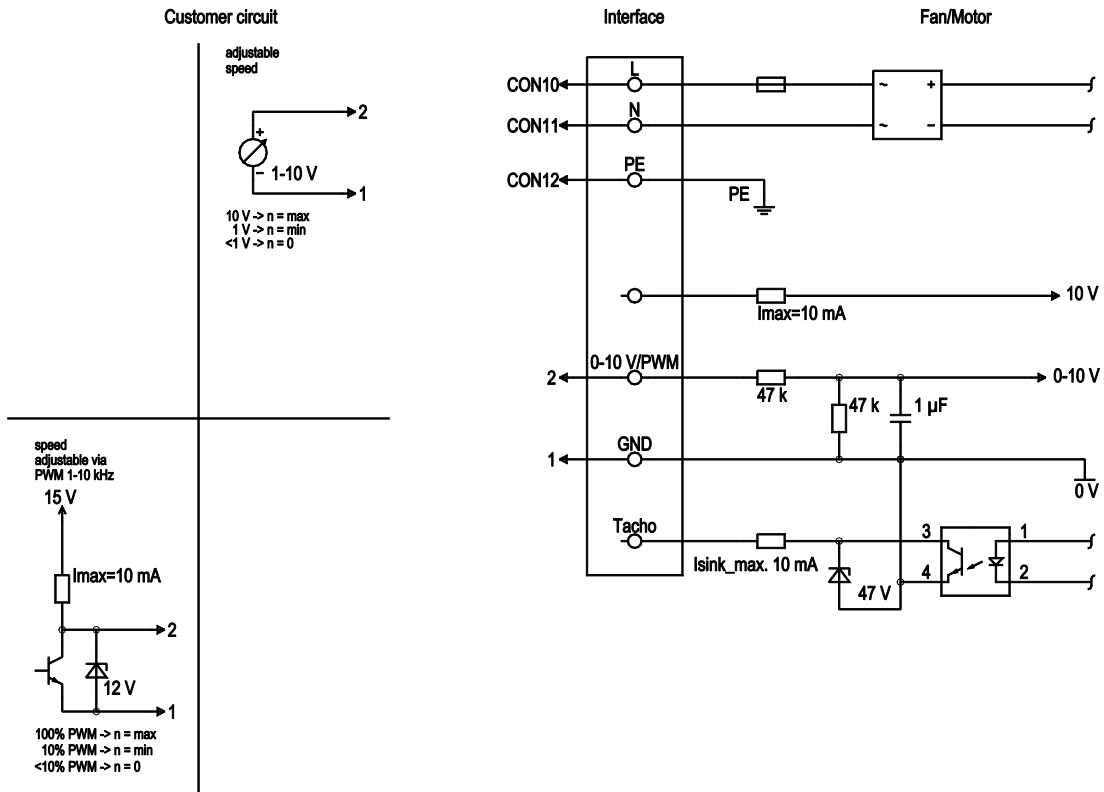 Customer circuit
Interface
Fan/Motor
adjustable
speed
2
+
– 1-10 V
1
10 V -> n = max
1 V -> n = min
<1 V -> n = 0
speed
adjustable via
PWM 1-10 kHz
15 V
Imax=10 mA
2
12 V
1
100% PWM -> n = max
10% PWM -> n = min
<10% PWM -> n = 0
L
CON10
~ +
N
CON11
~ –
PE
CON12
PE
10 V
Imax=10 mA
0-10 V/PWM
2
0-10 V
47 k
47 k
1 µF
GND
1
0 V
Tacho
3
1
Isink_max. 10 mA
4
2
47 V